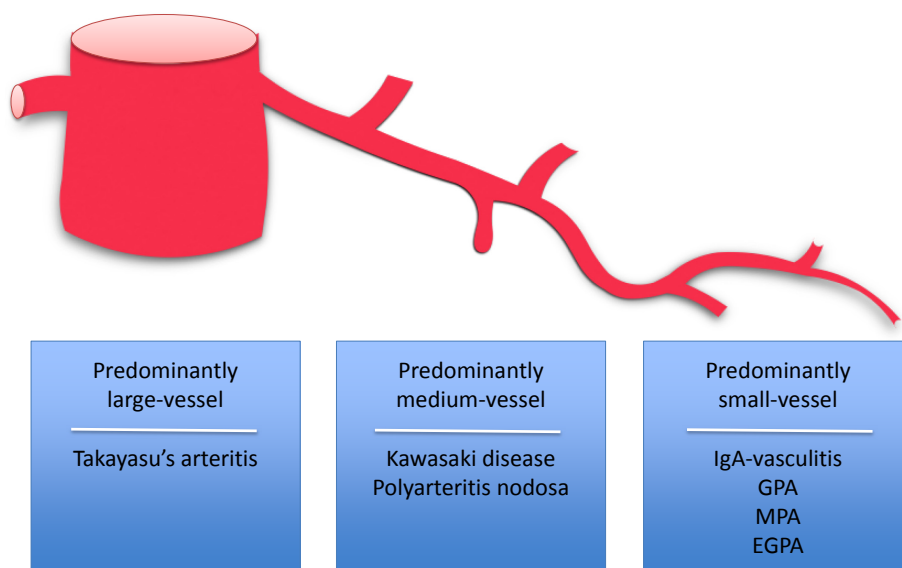 Predominantly
large-vessel
Takayasu’s arteritis
Predominantly
medium-vessel
Kawasaki disease
Polyarteritis nodosa
Predominantly
small-vessel
IgA-vasculitis
GPA
MPA
EGPA